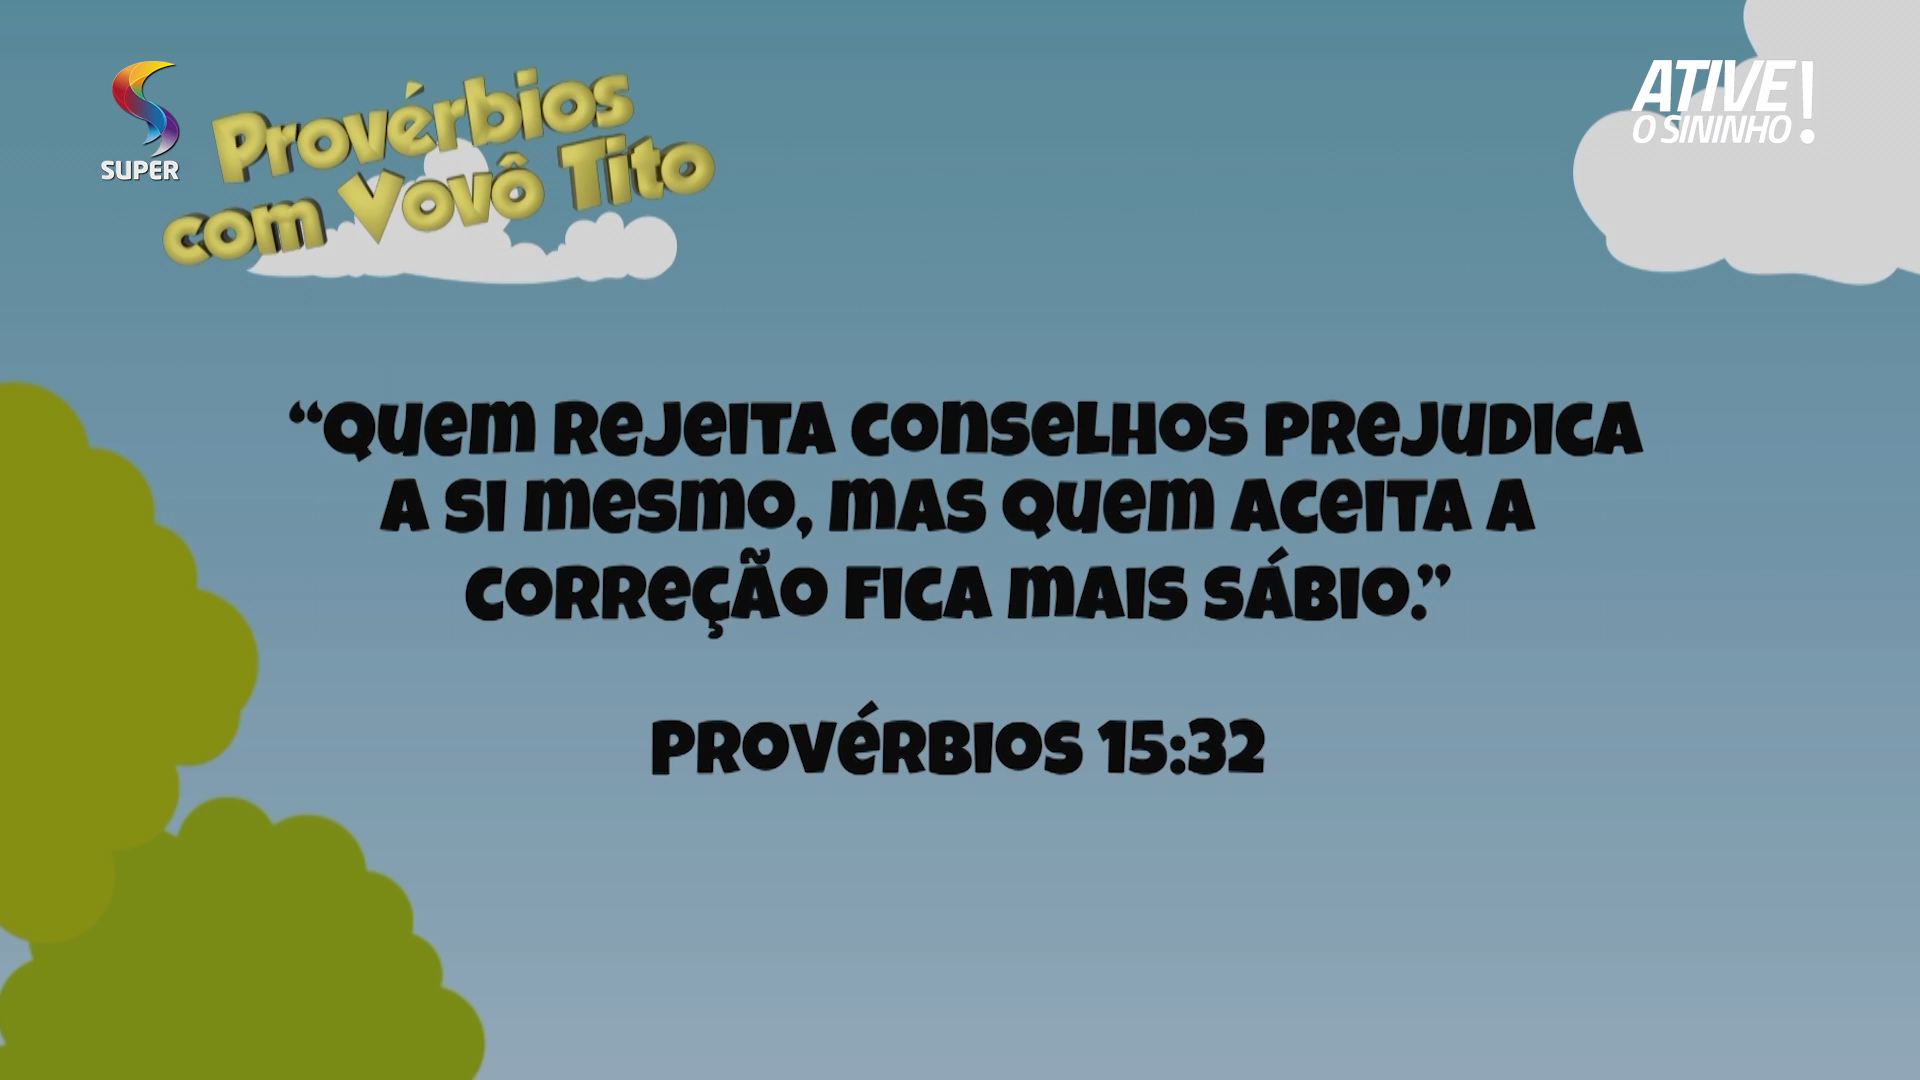 SUPER
Provérbios
com Vovô Tito
ATIVE
O SININHO!
“QUEM REJEITA CONSELHOS PREJUDICA
A SI MESMO, MAS QUEM ACEITA A
CORREÇÃO FICA MAIS SÁBIO.”
PROVÉRBIOS 15:32